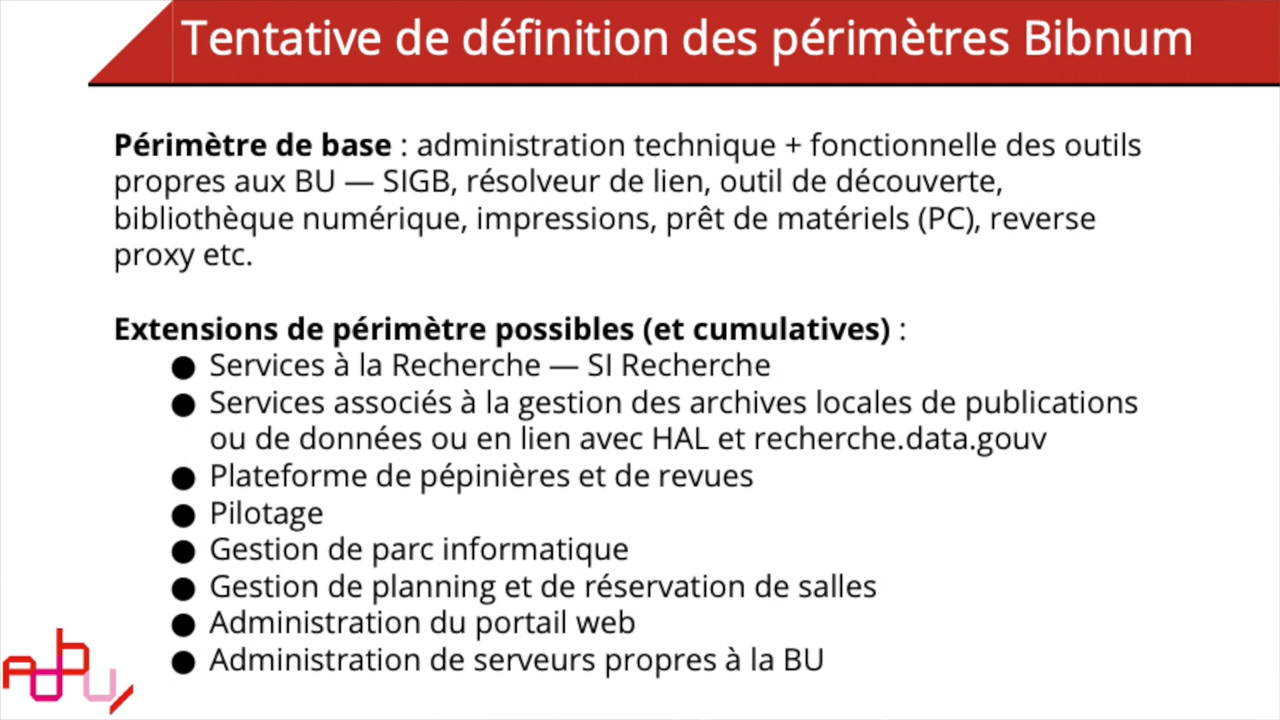 Tentative de définition des périmètres Bibnum
Périmètre de base : administration technique + fonctionnelle des outils
propres aux BU — SIGB, résolveur de lien, outil de découverte,
bibliothèque numérique, impressions, prêt de matériels (PC), reverse
proxy etc.
Extensions de périmètre possibles (et cumulatives) :
● Services à la Recherche — SI Recherche
● Services associés à la gestion des archives locales de publications
ou de données ou en lien avec HAL et recherche.data.gouv
● Plateforme de pépinières et de revues
● Pilotage
● Gestion de parc informatique
● Gestion de planning et de réservation de salles
● Administration du portail web
● Administration de serveurs propres à la BU
adbu/